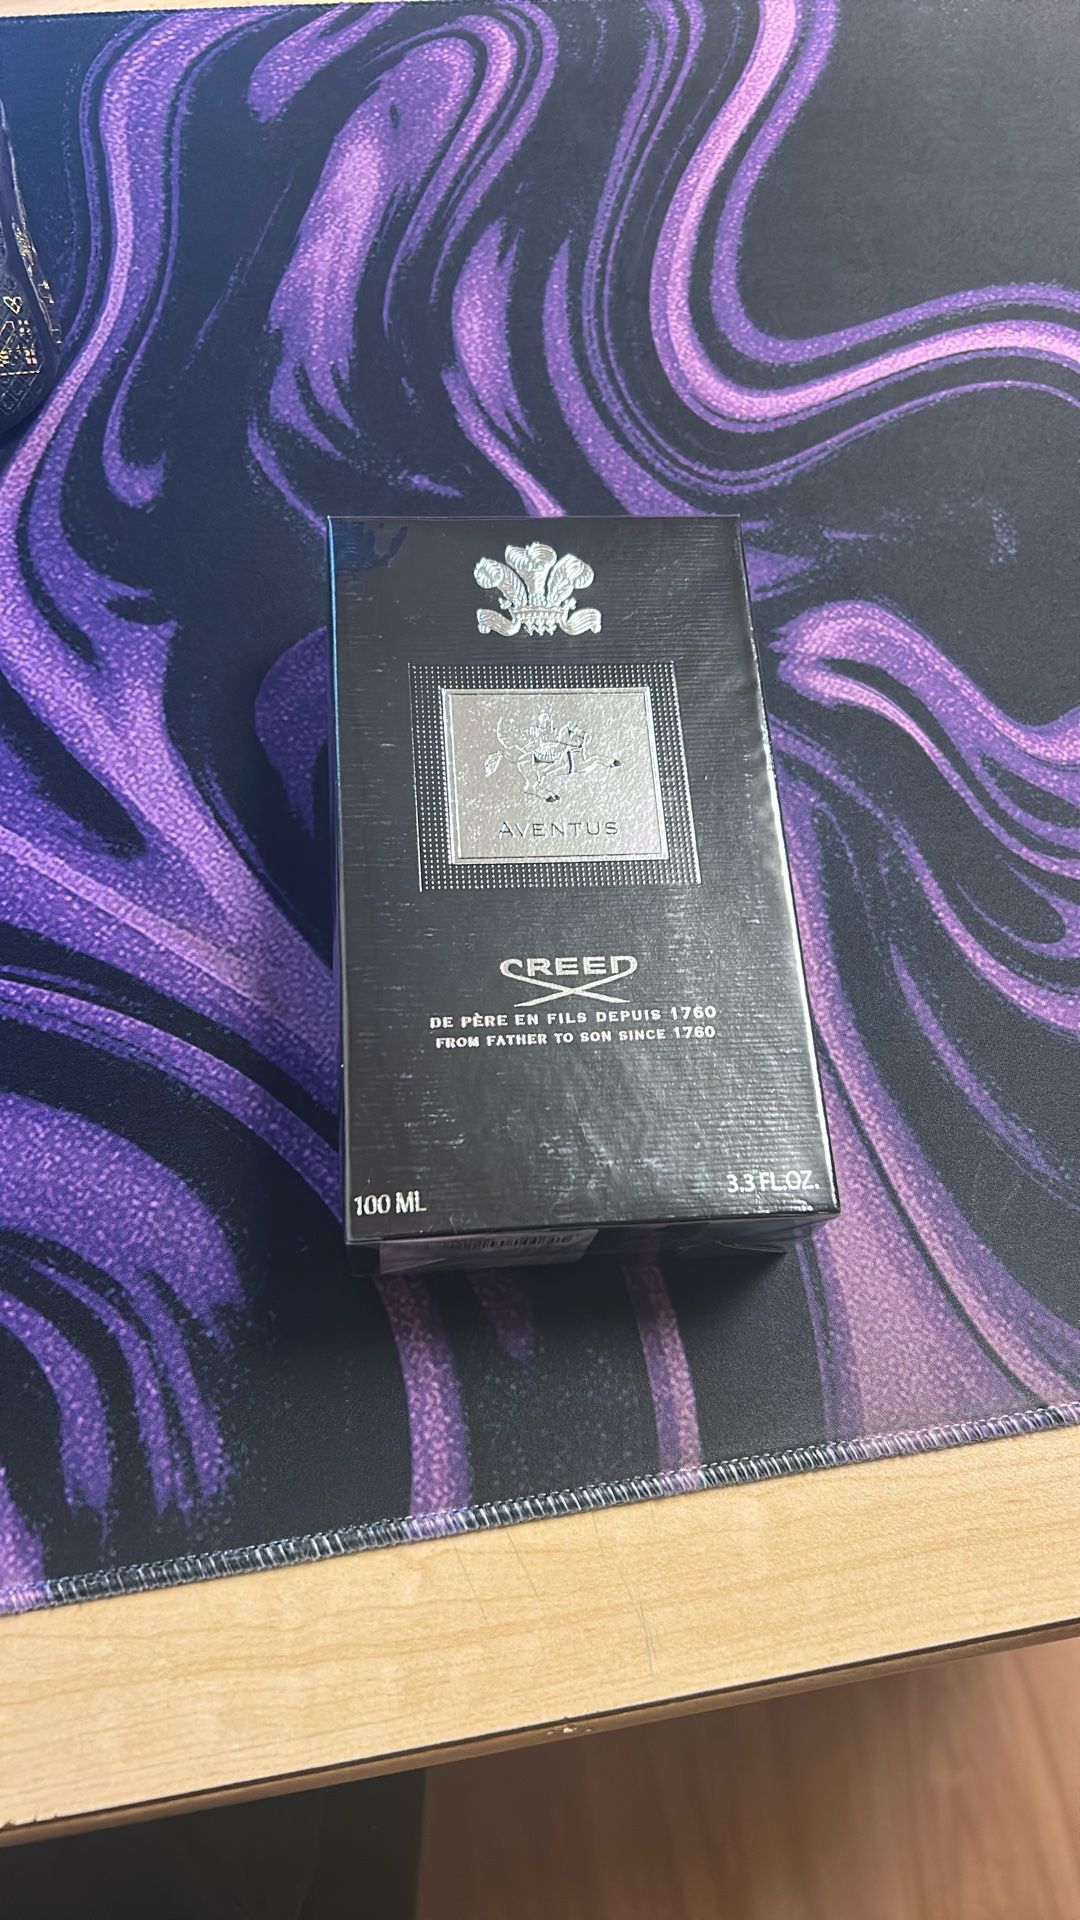 AVENTUS
CREED
DE PÈRE EN FILS DEPUIS 1760
FROM FATHER TO SON SINCE 1760
100 ML
3.3 FL.OZ.